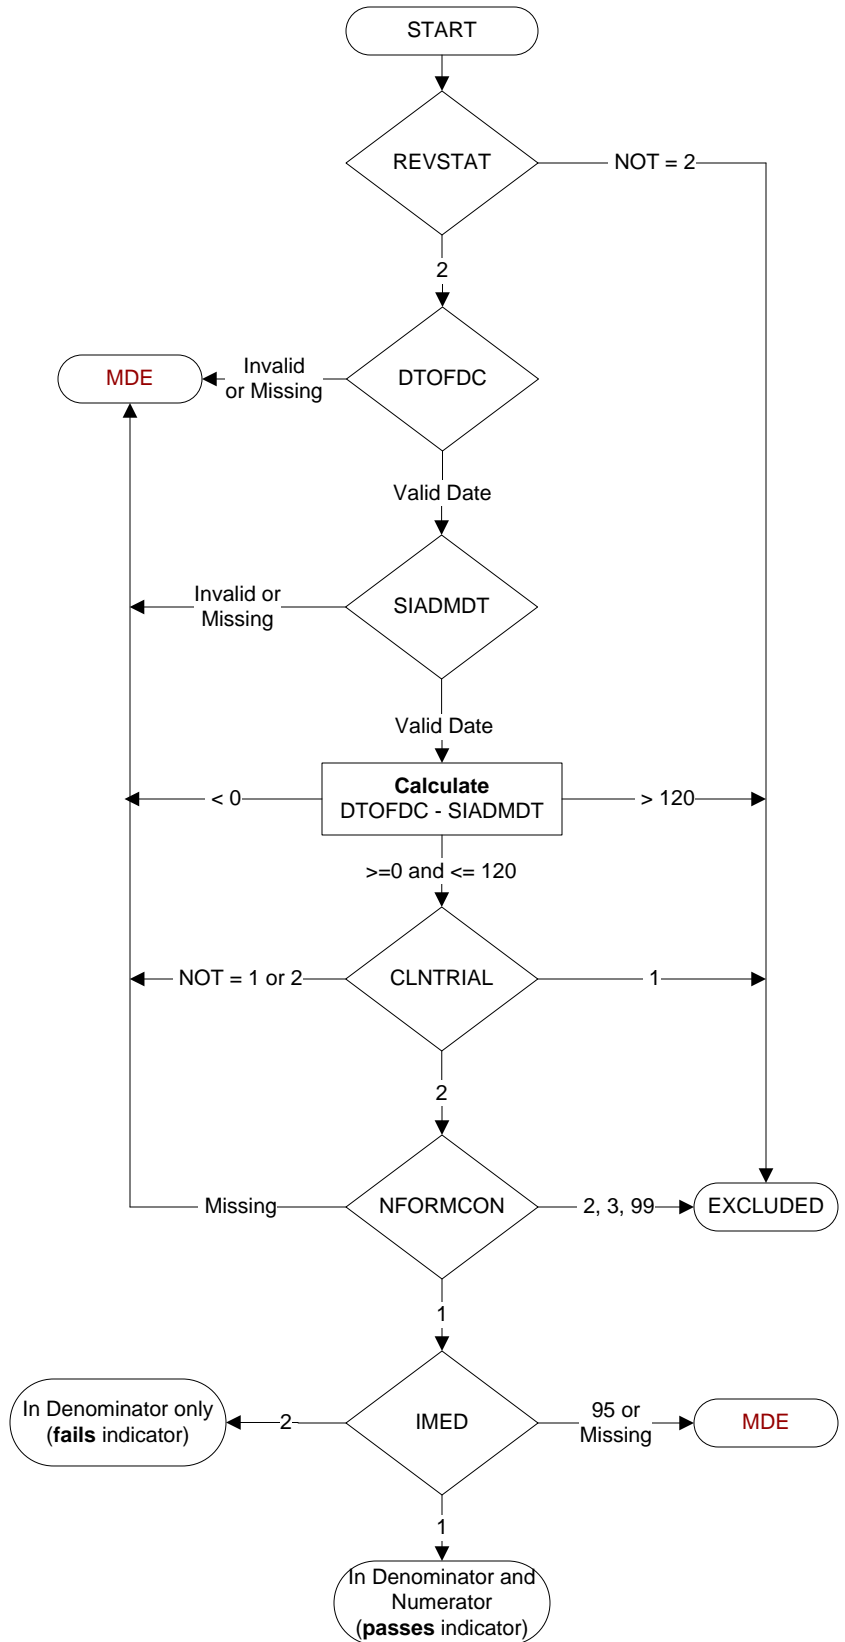 START
REVSTAT
NOT = 2
2
MDE
Invalid
or Missing
DTOFDC
Valid Date
Invalid or
Missing
SIADMDT
Valid Date
Calculate
DTOFDC - SIADMDT
< 0
> 120
>=0 and <= 120
NOT = 1 or 2
CLNTRIAL
1
2
Missing
NFORMCON
2, 3, 99
EXCLUDED
1
In Denominator only
(fails indicator)
2
IMED
95 or
Missing
MDE
1
In Denominator and
Numerator
(passes indicator)